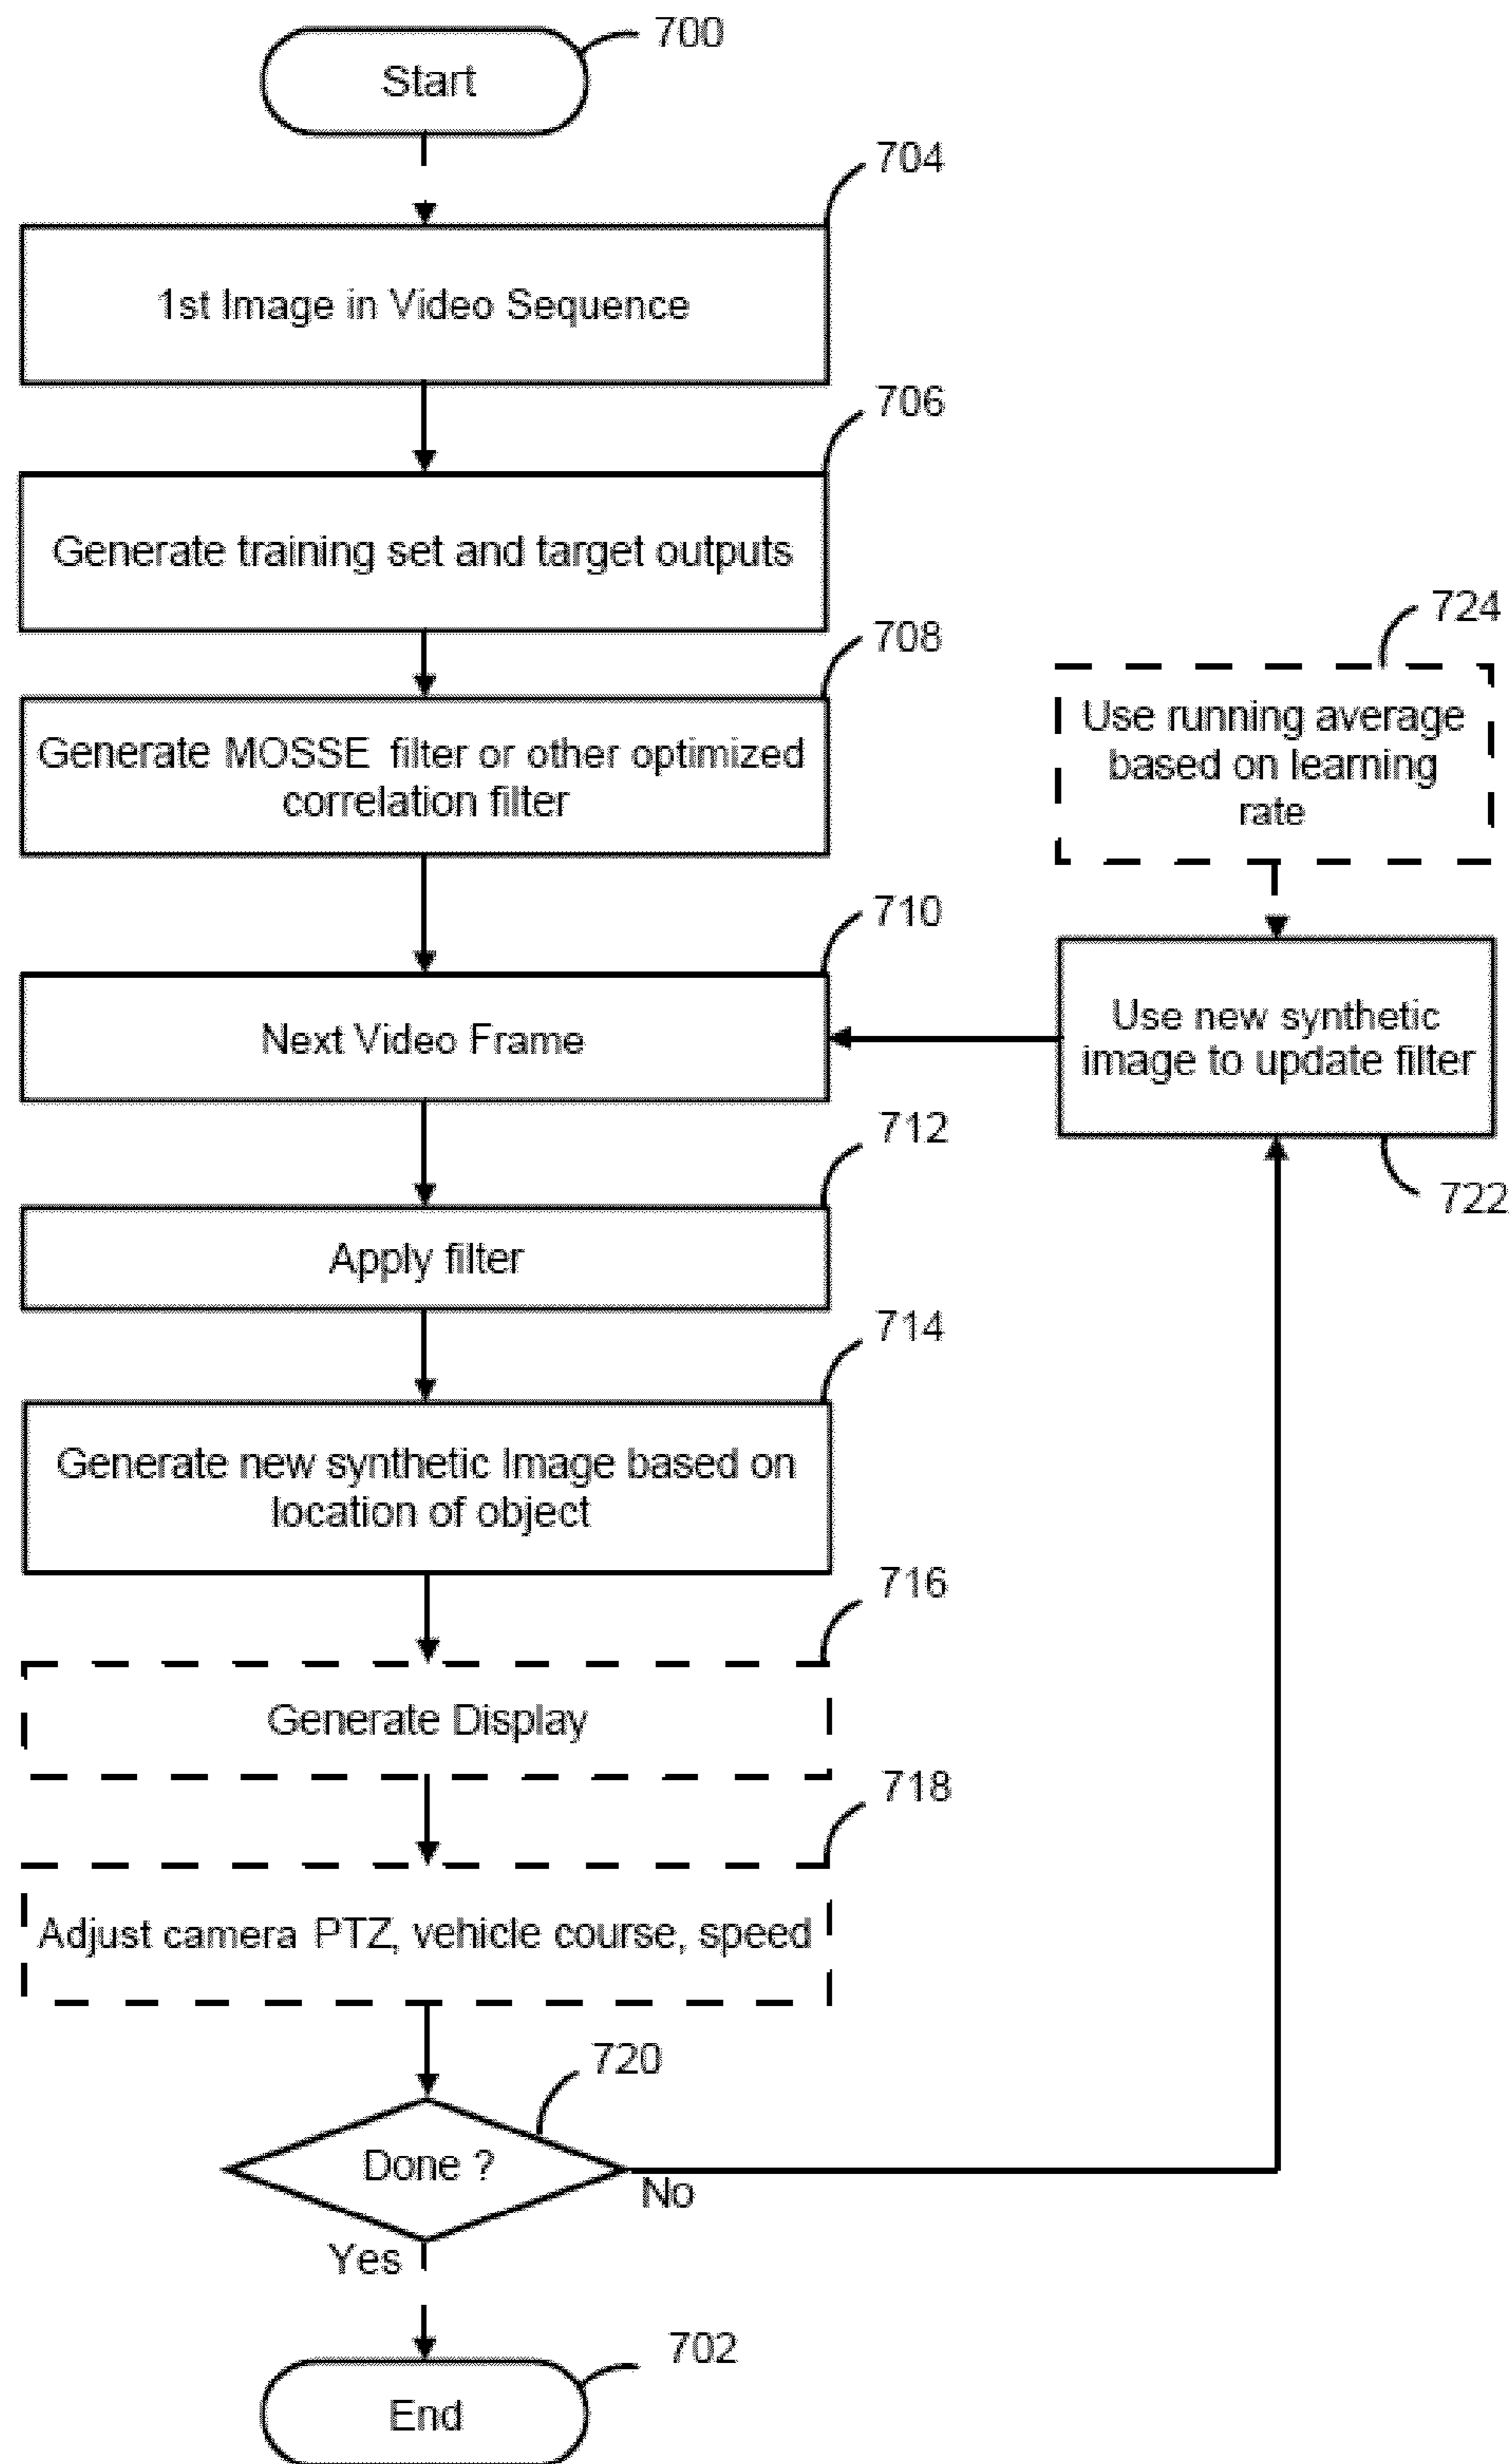 700
Start
704
1st Image in Video Sequence
706
Generate training set and target outputs
708
Generate MOSSE filter or other optimized
correlation filter
724
Use running average
based on learning
rate
710
Next Video Frame
Use new synthetic
image to update filter
722
712
Apply filter
714
Generate new synthetic Image based on
location of object
716
Generate Display
718
Adjust camera PTZ, vehicle course, speed
720
Done ?
No
Yes
702
End